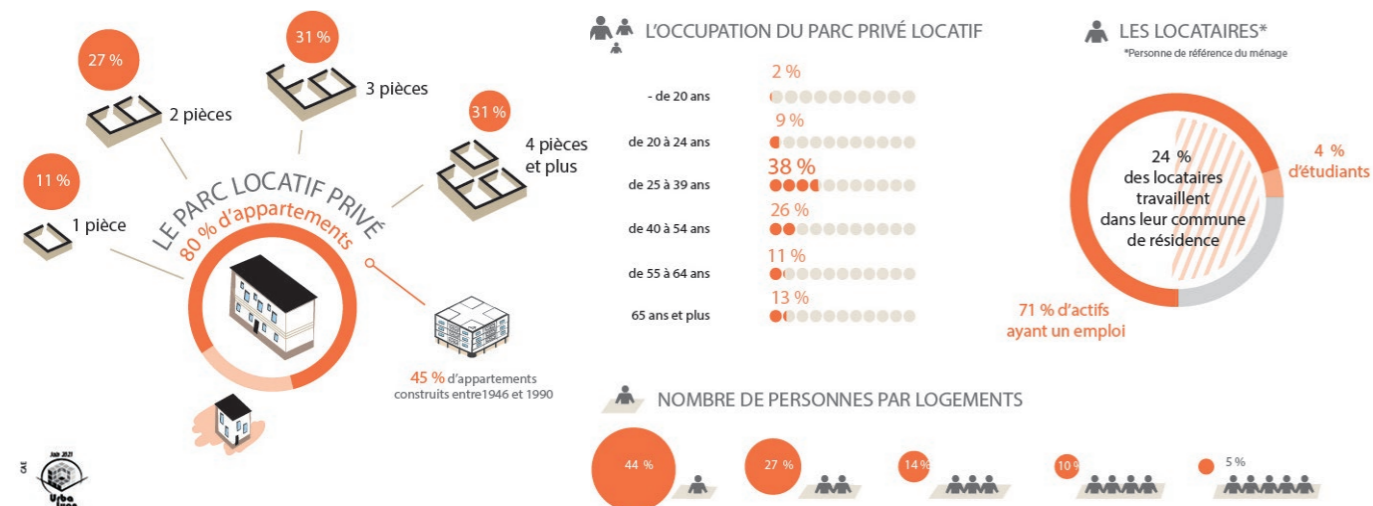 31 %
3 pièces
27 %
2 pièces
31 %
4 pièces
et plus
11 %
1 pièce
LE PARC LOCATIF PRIVÉ
80 % d'appartements
45 % d'appartements
construits entre1946 et 1990
CAE
Juin 2021
Urba
Lyon
L'OCCUPATION DU PARC PRIVÉ LOCATIF
- de 20 ans
2 %
de 20 à 24 ans
9 %
de 25 à 39 ans
38 %
de 40 à 54 ans
26 %
de 55 à 64 ans
11 %
65 ans et plus
13 %
LES LOCATAIRES*
*Personne de référence du ménage
24 %
des locataires
travaillent
dans leur commune
de résidence
4 %
d'étudiants
71 % d'actifs
ayant un emploi
NOMBRE DE PERSONNES PAR LOGEMENTS
44 %
27 %
14 %
10 %
5 %